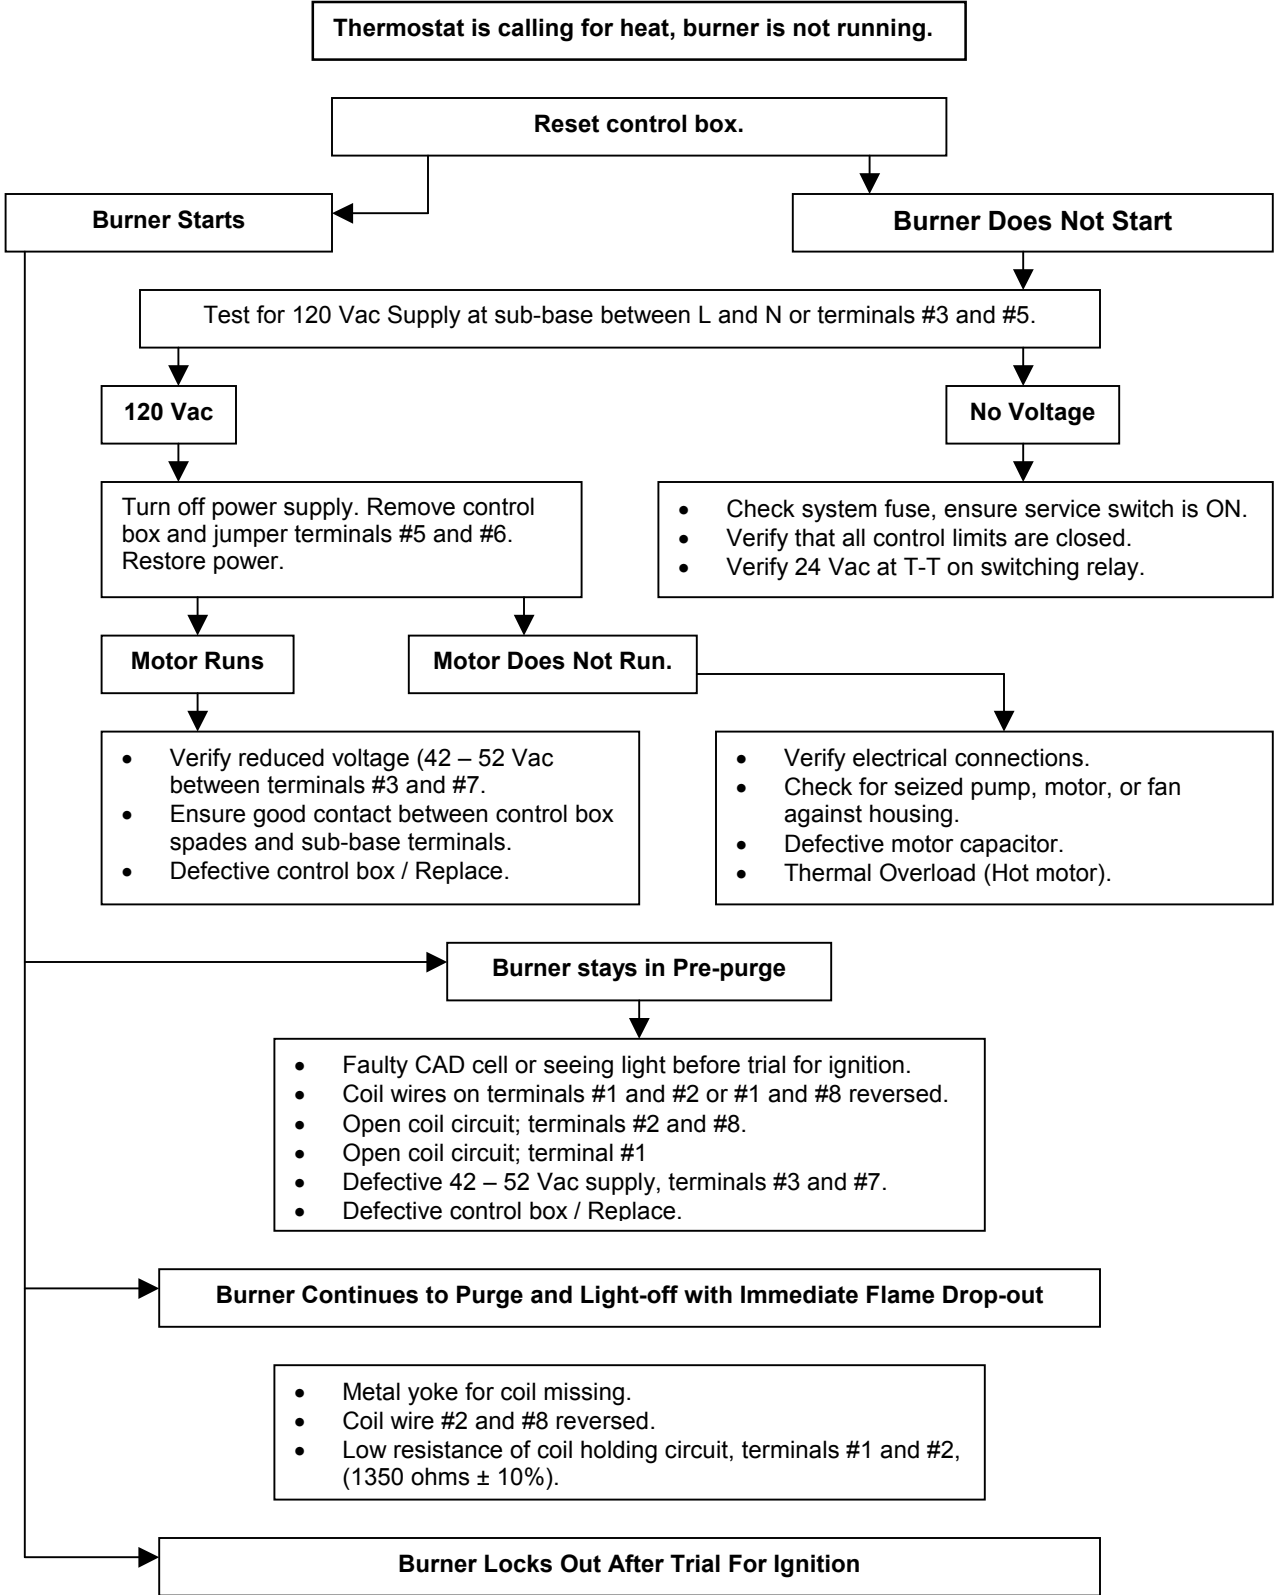 Thermostat is calling for heat, burner is not running.
Reset control box.
Burner Starts
Burner Does Not Start
Test for 120 Vac Supply at sub-base between L and N or terminals #3 and #5.
120 Vac
No Voltage
Turn off power supply. Remove control
box and jumper terminals #5 and #6.
Restore power.
• Check system fuse, ensure service switch is ON.
• Verify that all control limits are closed.
• Verify 24 Vac at T-T on switching relay.
Motor Runs
Motor Does Not Run.
• Verify reduced voltage (42 – 52 Vac
between terminals #3 and #7.
• Ensure good contact between control box
spades and sub-base terminals.
• Defective control box / Replace.
• Verify electrical connections.
• Check for seized pump, motor, or fan
against housing.
• Defective motor capacitor.
• Thermal Overload (Hot motor).
Burner stays in Pre-purge
• Faulty CAD cell or seeing light before trial for ignition.
• Coil wires on terminals #1 and #2 or #1 and #8 reversed.
• Open coil circuit; terminals #2 and #8.
• Open coil circuit; terminal #1
• Defective 42 – 52 Vac supply, terminals #3 and #7.
• Defective control box / Replace.
Burner Continues to Purge and Light-off with Immediate Flame Drop-out
• Metal yoke for coil missing.
• Coil wire #2 and #8 reversed.
• Low resistance of coil holding circuit, terminals #1 and #2,
(1350 ohms ± 10%).
Burner Locks Out After Trial For Ignition